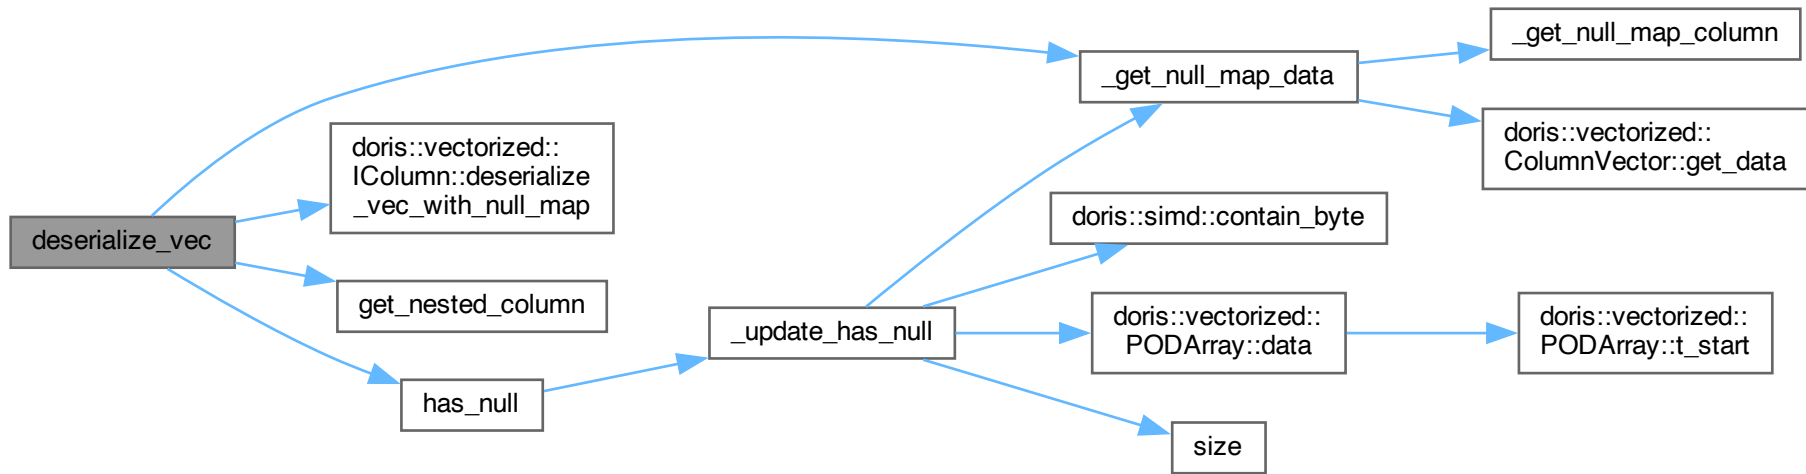 deserialize_vec
doris::vectorized::
IColumn::deserialize
_vec_with_null_map
get_nested_column
has_null
_update_has_null
_get_null_map_data
doris::simd::contain_byte
doris::vectorized::
PODArray::data
size
_get_null_map_column
doris::vectorized::
ColumnVector::get_data
doris::vectorized::
PODArray::t_start